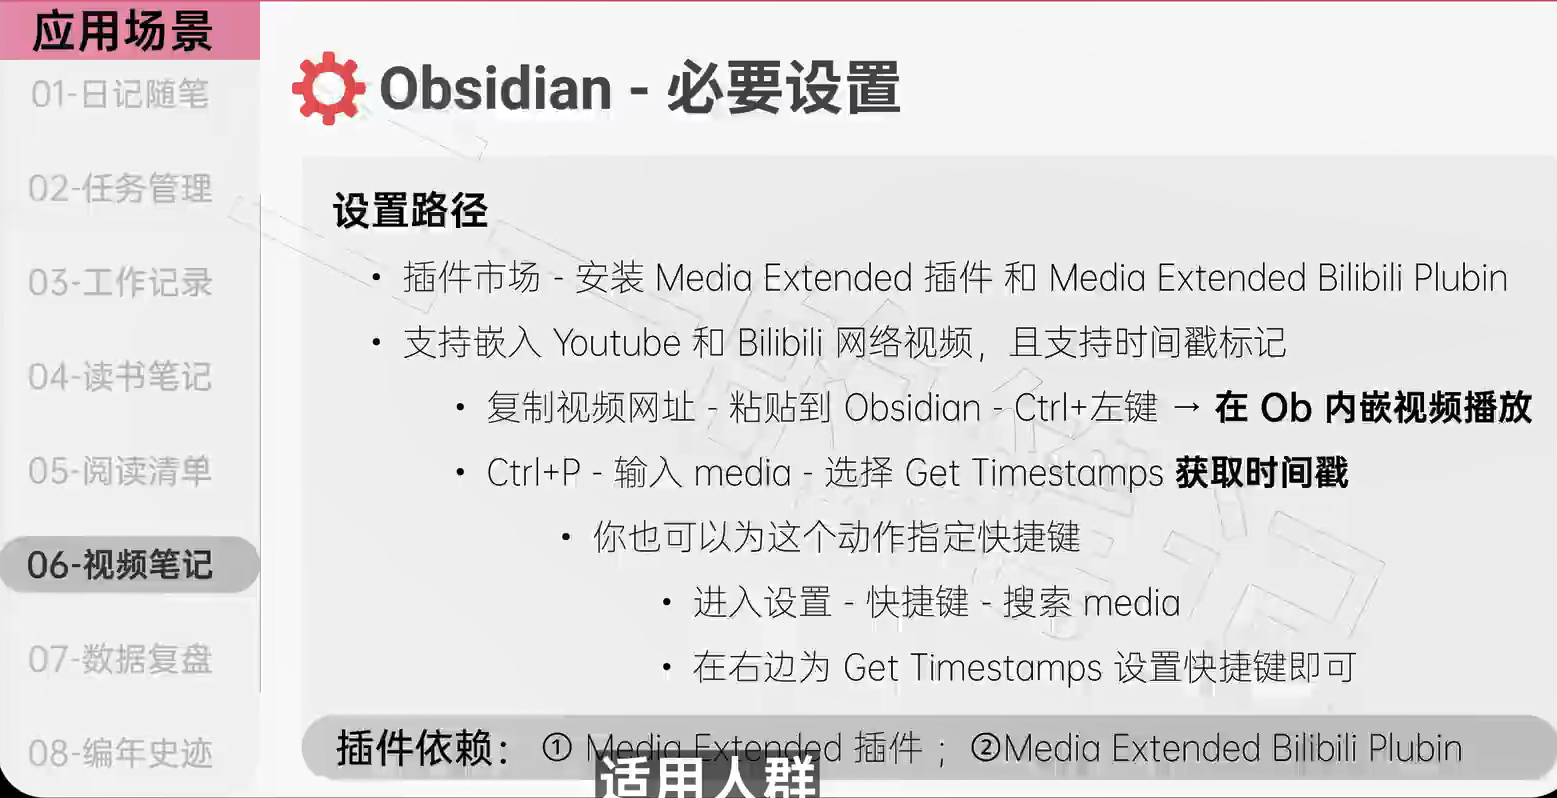 应用场景
01-日记随笔
02-任务管理
03-工作记录
04-读书笔记
05-阅读清单
06-视频笔记
07-数据复盘
08-编年史迹
Obsidian - 必要设置
设置路径
• 插件市场 - 安装 Media Extended 插件 和 Media Extended Bilibili Plubin
• 支持嵌入 Youtube 和 Bilibili 网络视频，且支持时间戳标记
• 复制视频网址 - 粘贴到 Obsidian - Ctrl+左键 → 在 Ob 内嵌视频播放
• Ctrl+P - 输入 media - 选择 Get Timestamps 获取时间戳
• 你也可以为这个动作指定快捷键
• 进入设置 - 快捷键 - 搜索 media
• 在右边为 Get Timestamps 设置快捷键即可
插件依赖：① Media Extended 插件；②Media Extended Bilibili Plubin
适用人群